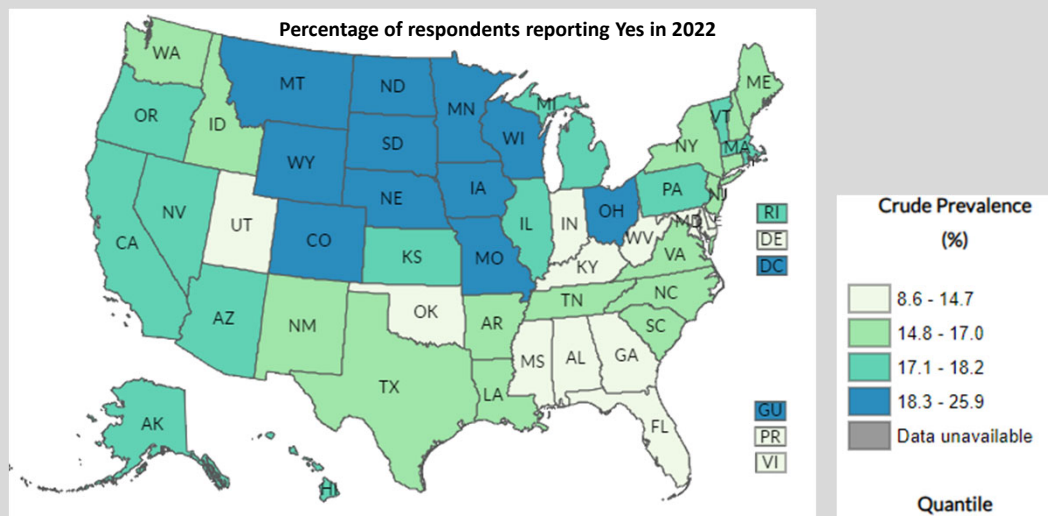 Percentage of respondents reporting Yes in 2022
WA
MT
ND
MN
ME
OR
ID
SD
WI
MI
VT
NY
MA
WY
IA
NE
PA
NJ
NV
UT
CO
IL
IN
OH
MD
RI
CA
KS
MO
WV
VA
DE
KY
DC
AZ
NM
OK
AR
TN
NC
SC
MS
AL
GA
TX
LA
AK
FL
GU
HI
PR
VI
Crude Prevalence
(%)
8.6 - 14.7
14.8 - 17.0
17.1 - 18.2
18.3 - 25.9
Data unavailable
Quantile